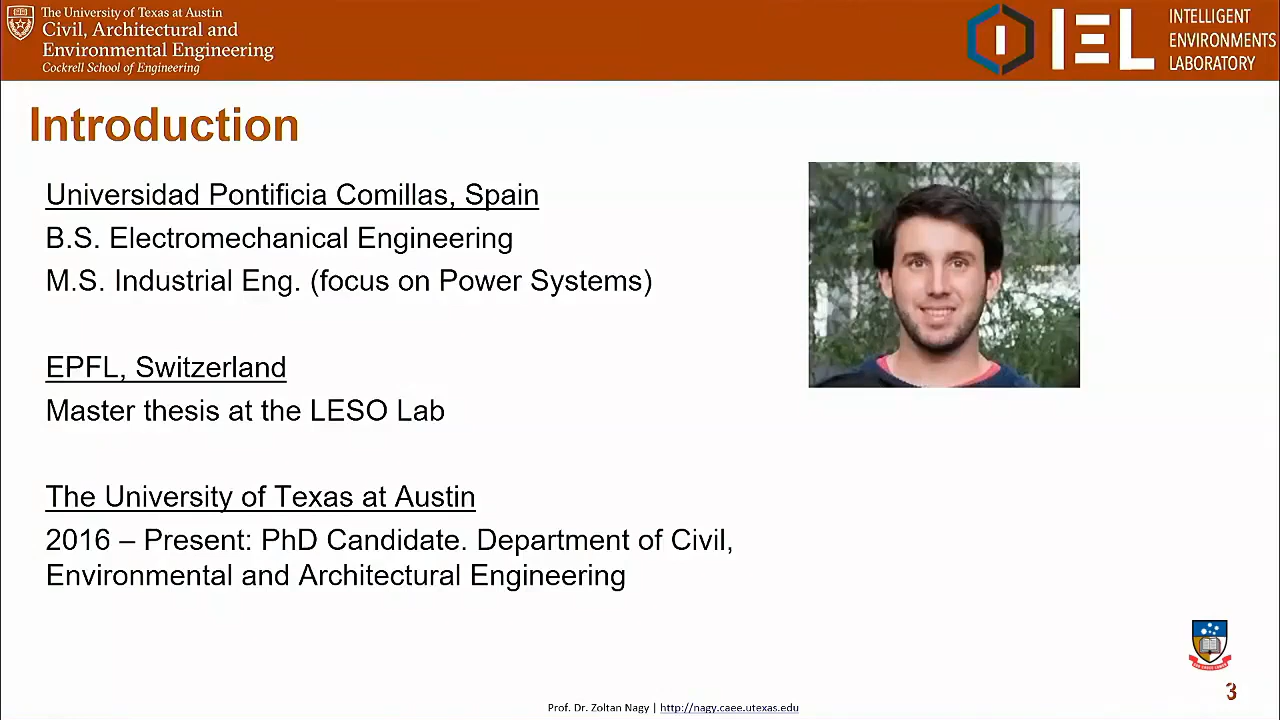 The University of Texas at Austin
Civil, Architectural and
Environmental Engineering
Cockrell School of Engineering
IEL
INTELLIGENT
ENVIRONMENTS
LABORATORY
Introduction
Universidad Pontificia Comillas, Spain
B.S. Electromechanical Engineering
M.S. Industrial Eng. (focus on Power Systems)
EPFL, Switzerland
Master thesis at the LESO Lab
The University of Texas at Austin
2016 – Present: PhD Candidate. Department of Civil,
Environmental and Architectural Engineering
3
Prof. Dr. Zoltan Nagy | http://nagy.caee.utexas.edu